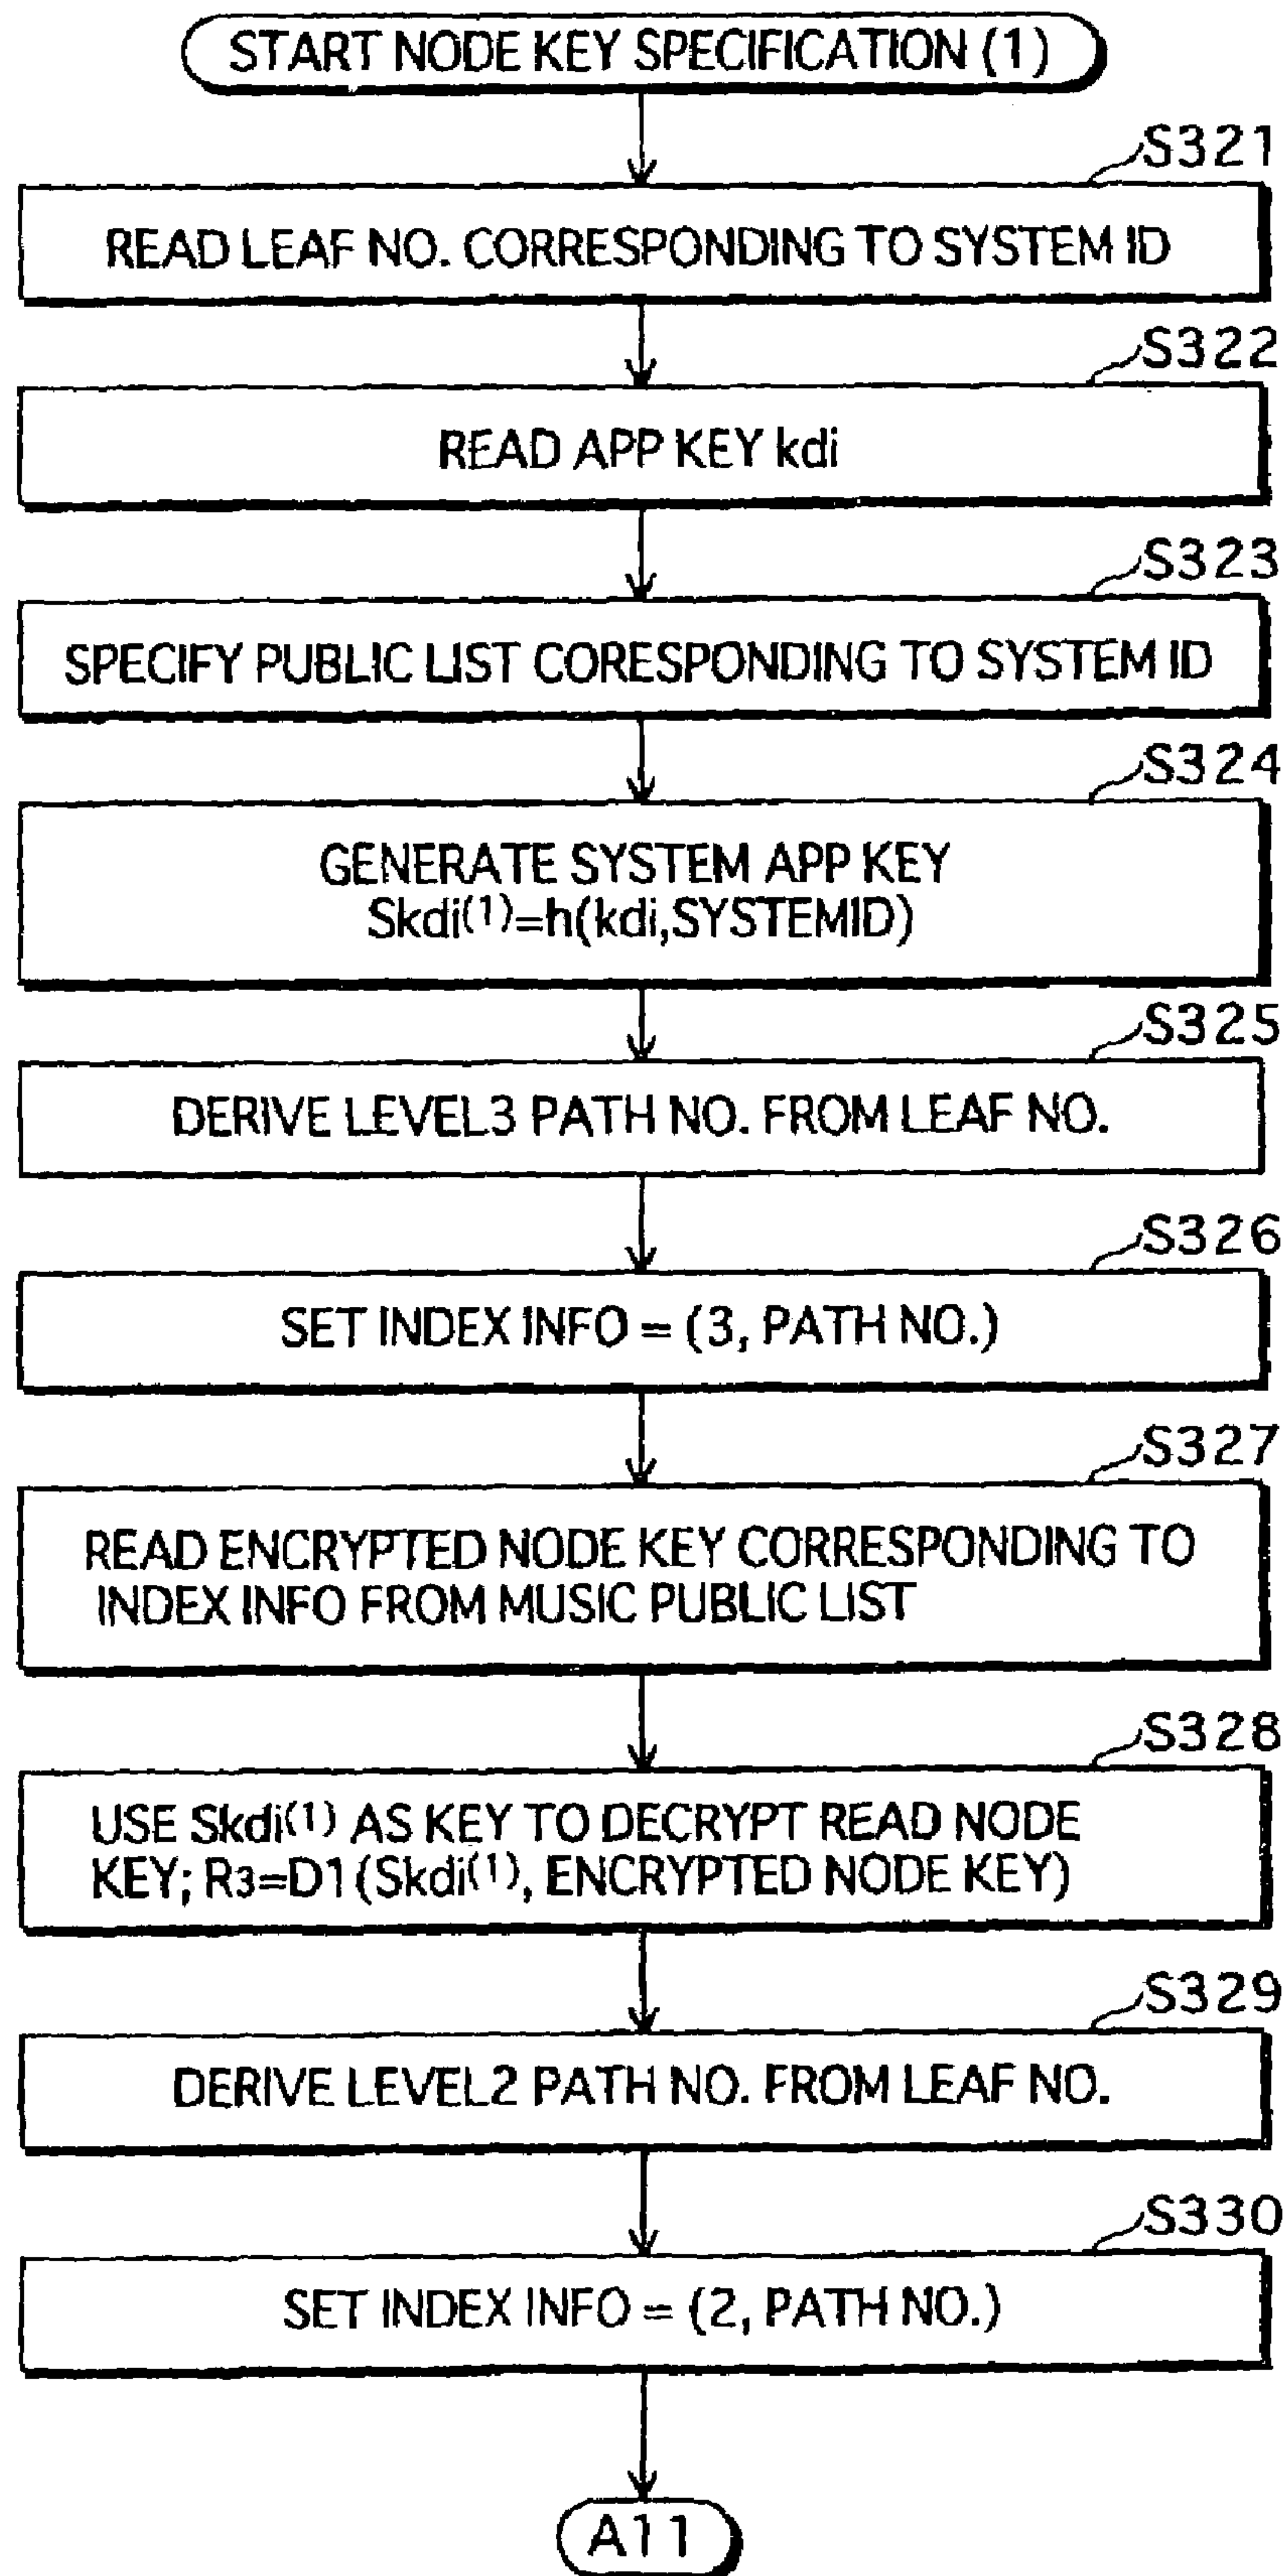 START NODE KEY SPECIFICATION (1)
S321
READ LEAF NO. CORRESPONDING TO SYSTEM ID
S322
READ APP KEY kdi
S323
SPECIFY PUBLIC LIST CORESPONDING TO SYSTEM ID
S324
GENERATE SYSTEM APP KEY
Skdi(1)=h(kdi,SYSTEMID)
S325
DERIVE LEVEL3 PATH NO. FROM LEAF NO.
S326
SET INDEX INFO = (3, PATH NO.)
S327
READ ENCRYPTED NODE KEY CORRESPONDING TO
INDEX INFO FROM MUSIC PUBLIC LIST
S328
USE Skdi(1) AS KEY TO DECRYPT READ NODE
KEY; R3=D1(Skdi(1), ENCRYPTED NODE KEY)
S329
DERIVE LEVEL2 PATH NO. FROM LEAF NO.
S330
SET INDEX INFO = (2, PATH NO.)
A11